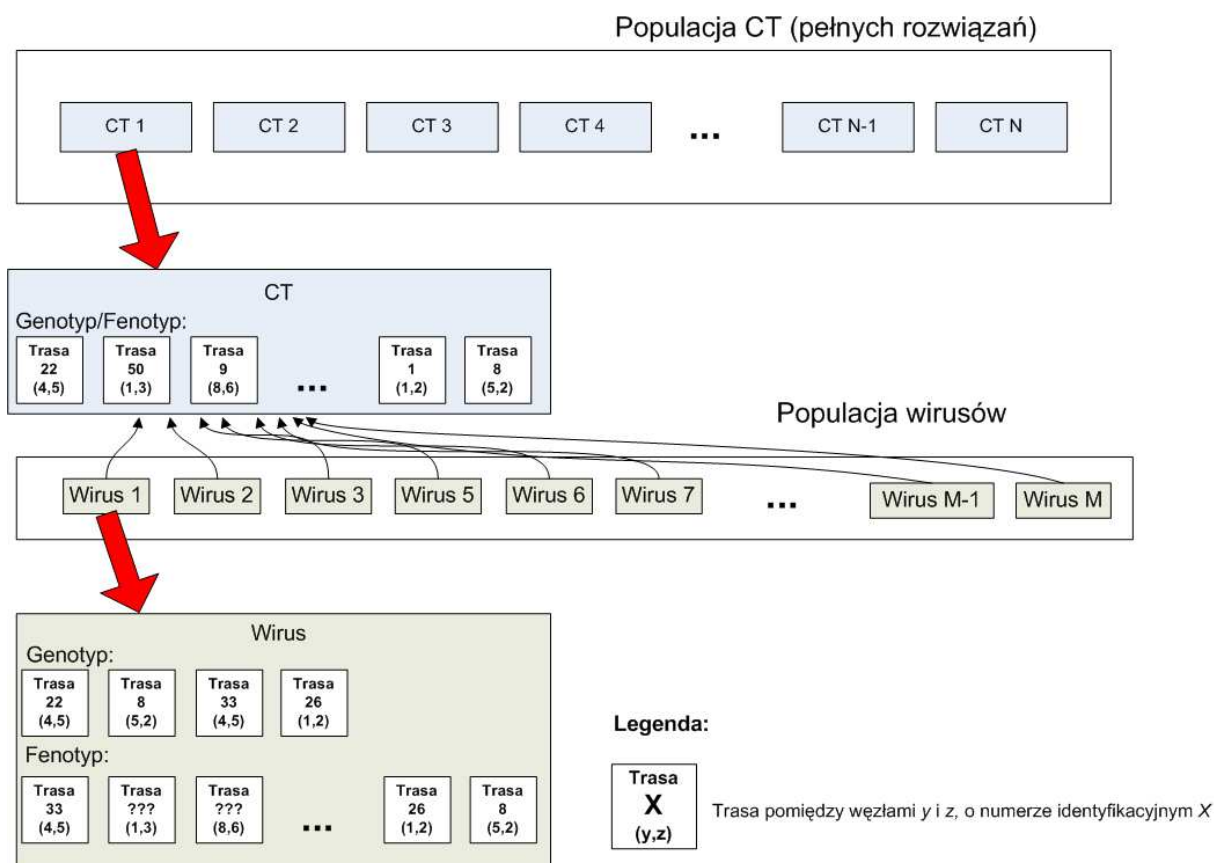 Populacja CT (pełnych rozwiązań)
CT 1 CT 2 CT 3 CT 4 ... CT N-1 CT N
CT
Genotyp/Fenotyp:
Trasa Trasa Trasa Trasa Trasa
22 50 9 ... 1 8
(4,5) (1,3) (8,6) (1,2) (5,2)
Populacja wirusów
Wirus 1 Wirus 2 Wirus 3 Wirus 5 Wirus 6 Wirus 7 ... Wirus M-1 Wirus M
Wirus
Genotyp:
Trasa Trasa Trasa Trasa
22 8 33 26
(4,5) (5,2) (4,5) (1,2)
Fenotyp:
Trasa Trasa Trasa Trasa Trasa
33 ??? ??? ... 26 8
(4,5) (1,3) (8,6) (1,2) (5,2)
Legenda:
Trasa
X
(y,z)
Trasa pomiędzy węzłami y i z, o numerze identyfikacyjnym X